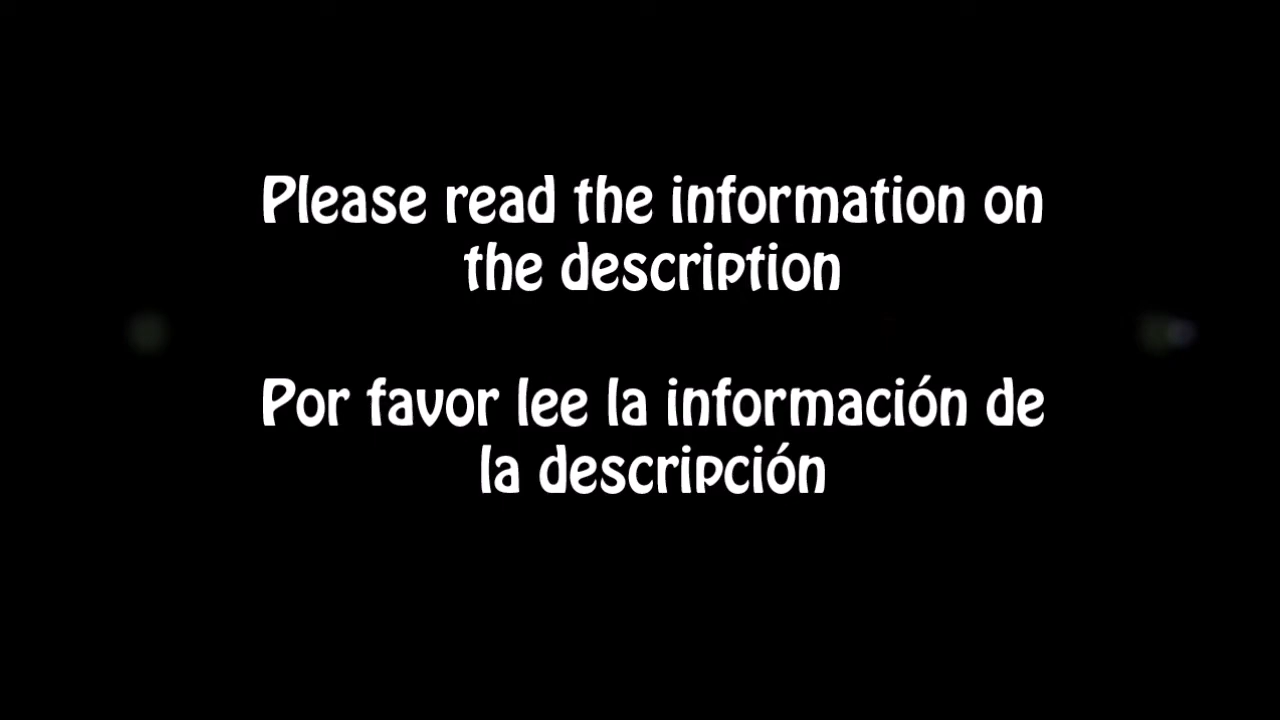 Please read the information on
the description
Por favor lee la información de
la descripción